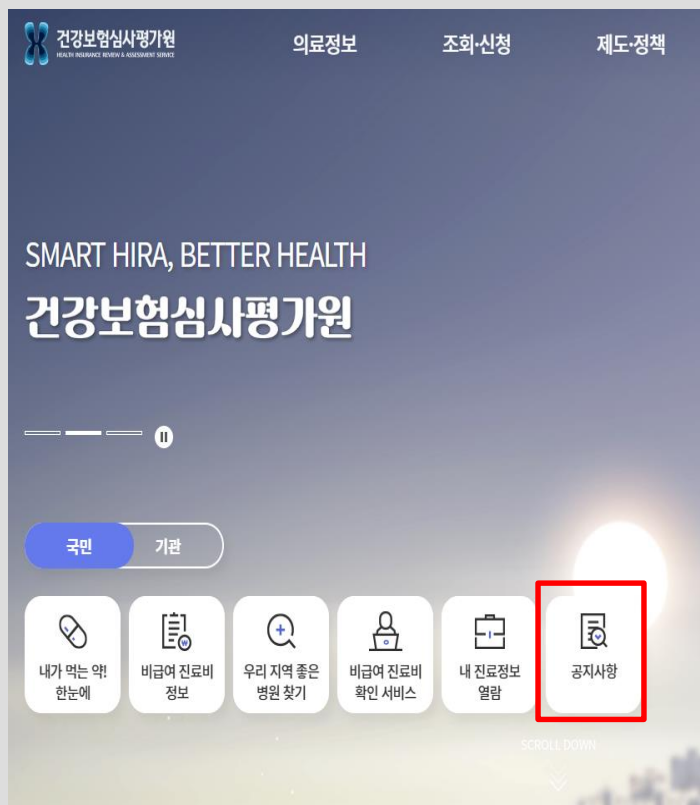 건강보험심사평가원
HEALTH INSURANCE REVIEW & ASSESSMENT SERVICE
의료정보 조회·신청 제도·정책
SMART HIRA, BETTER HEALTH
건강보험심사평가원
국민 기관
내가 먹는 약!
한눈에
비급여 진료비
정보
우리 지역 좋은
병원 찾기
비급여 진료비
확인 서비스
내 진료정보
열람
공지사항
SCROLL DOWN